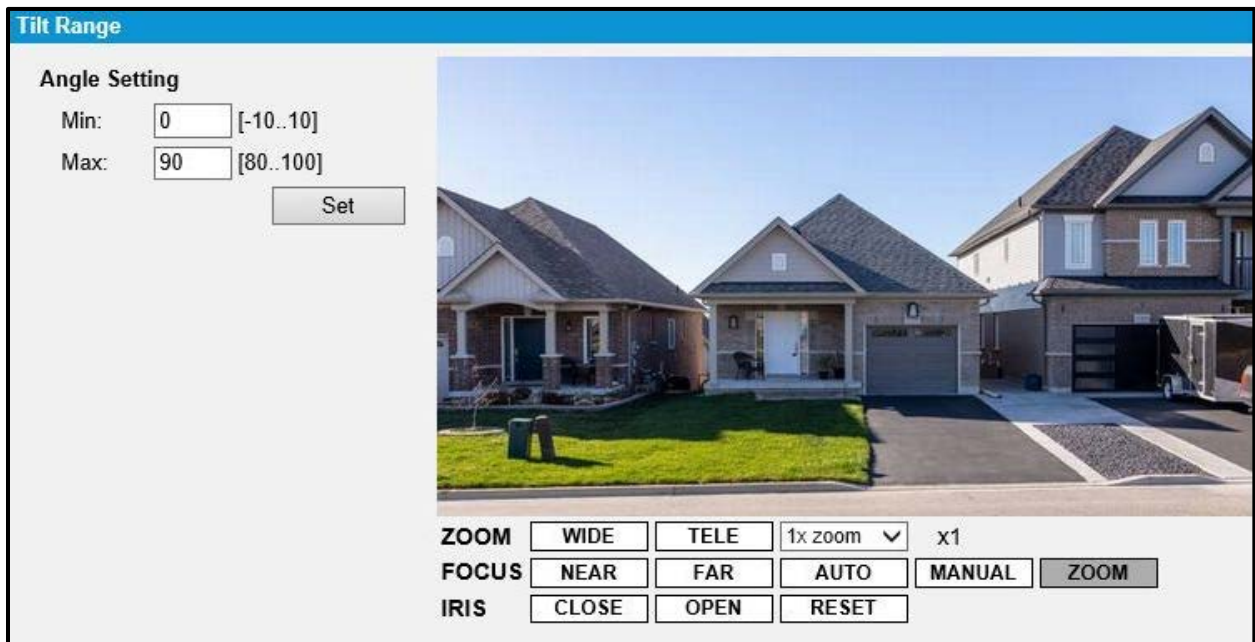 Tilt Range
Angle Setting
Min: 0 [-10..10]
Max: 90 [80..100]
Set
ZOOM WIDE TELE 1x zoom x1
FOCUS NEAR FAR AUTO MANUAL ZOOM
IRIS CLOSE OPEN RESET